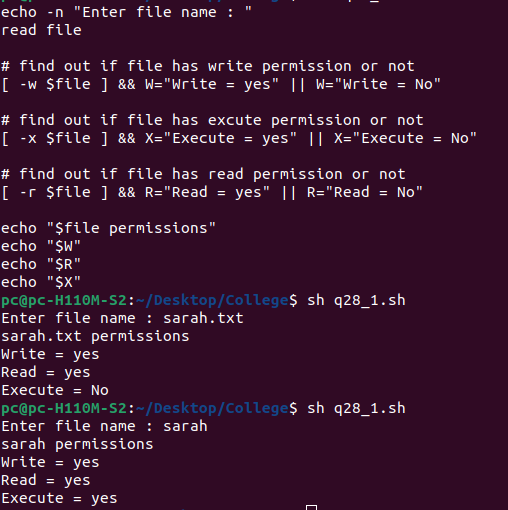 echo -n "Enter file name : "
read file

# find out if file has write permission or not
[ -w $file ] && W="Write = yes" || W="Write = No"

# find out if file has excute permission or not
[ -x $file ] && X="Execute = yes" || X="Execute = No"

# find out if file has read permission or not
[ -r $file ] && R="Read = yes" || R="Read = No"

echo "$file permissions"
echo "$W"
echo "$R"
echo "$X"
pc@pc-H110M-S2:~/Desktop/College$ sh q28_1.sh
Enter file name : sarah.txt
sarah.txt permissions
Write = yes
Read = yes
Execute = No
pc@pc-H110M-S2:~/Desktop/College$ sh q28_1.sh
Enter file name : sarah
sarah permissions
Write = yes
Read = yes
Execute = yes